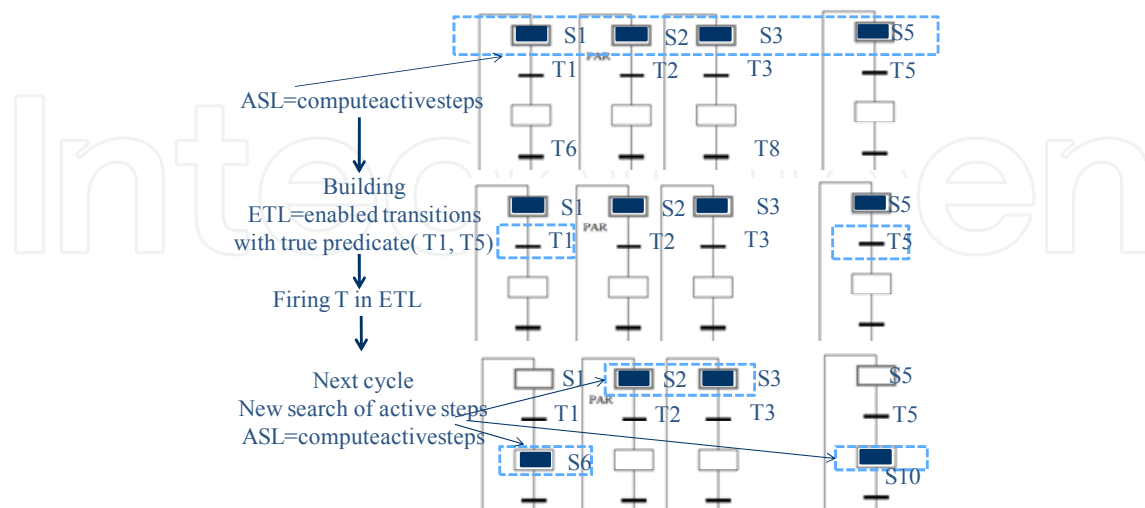 S1 S2 S3 S5
PAR
T1 T2 T3 T5
ASL=computeactivesteps
T6 T8
Building
ETL=enabled transitions
with true predicate( T1, T5)
S1 S2 S3 S5
PAR
T1 T2 T3 T5
Firing T in ETL
Next cycle
New search of active steps
ASL=computeactivesteps
S1 S2 S3 S5
PAR
T1 T2 T3 T5
S6 S10